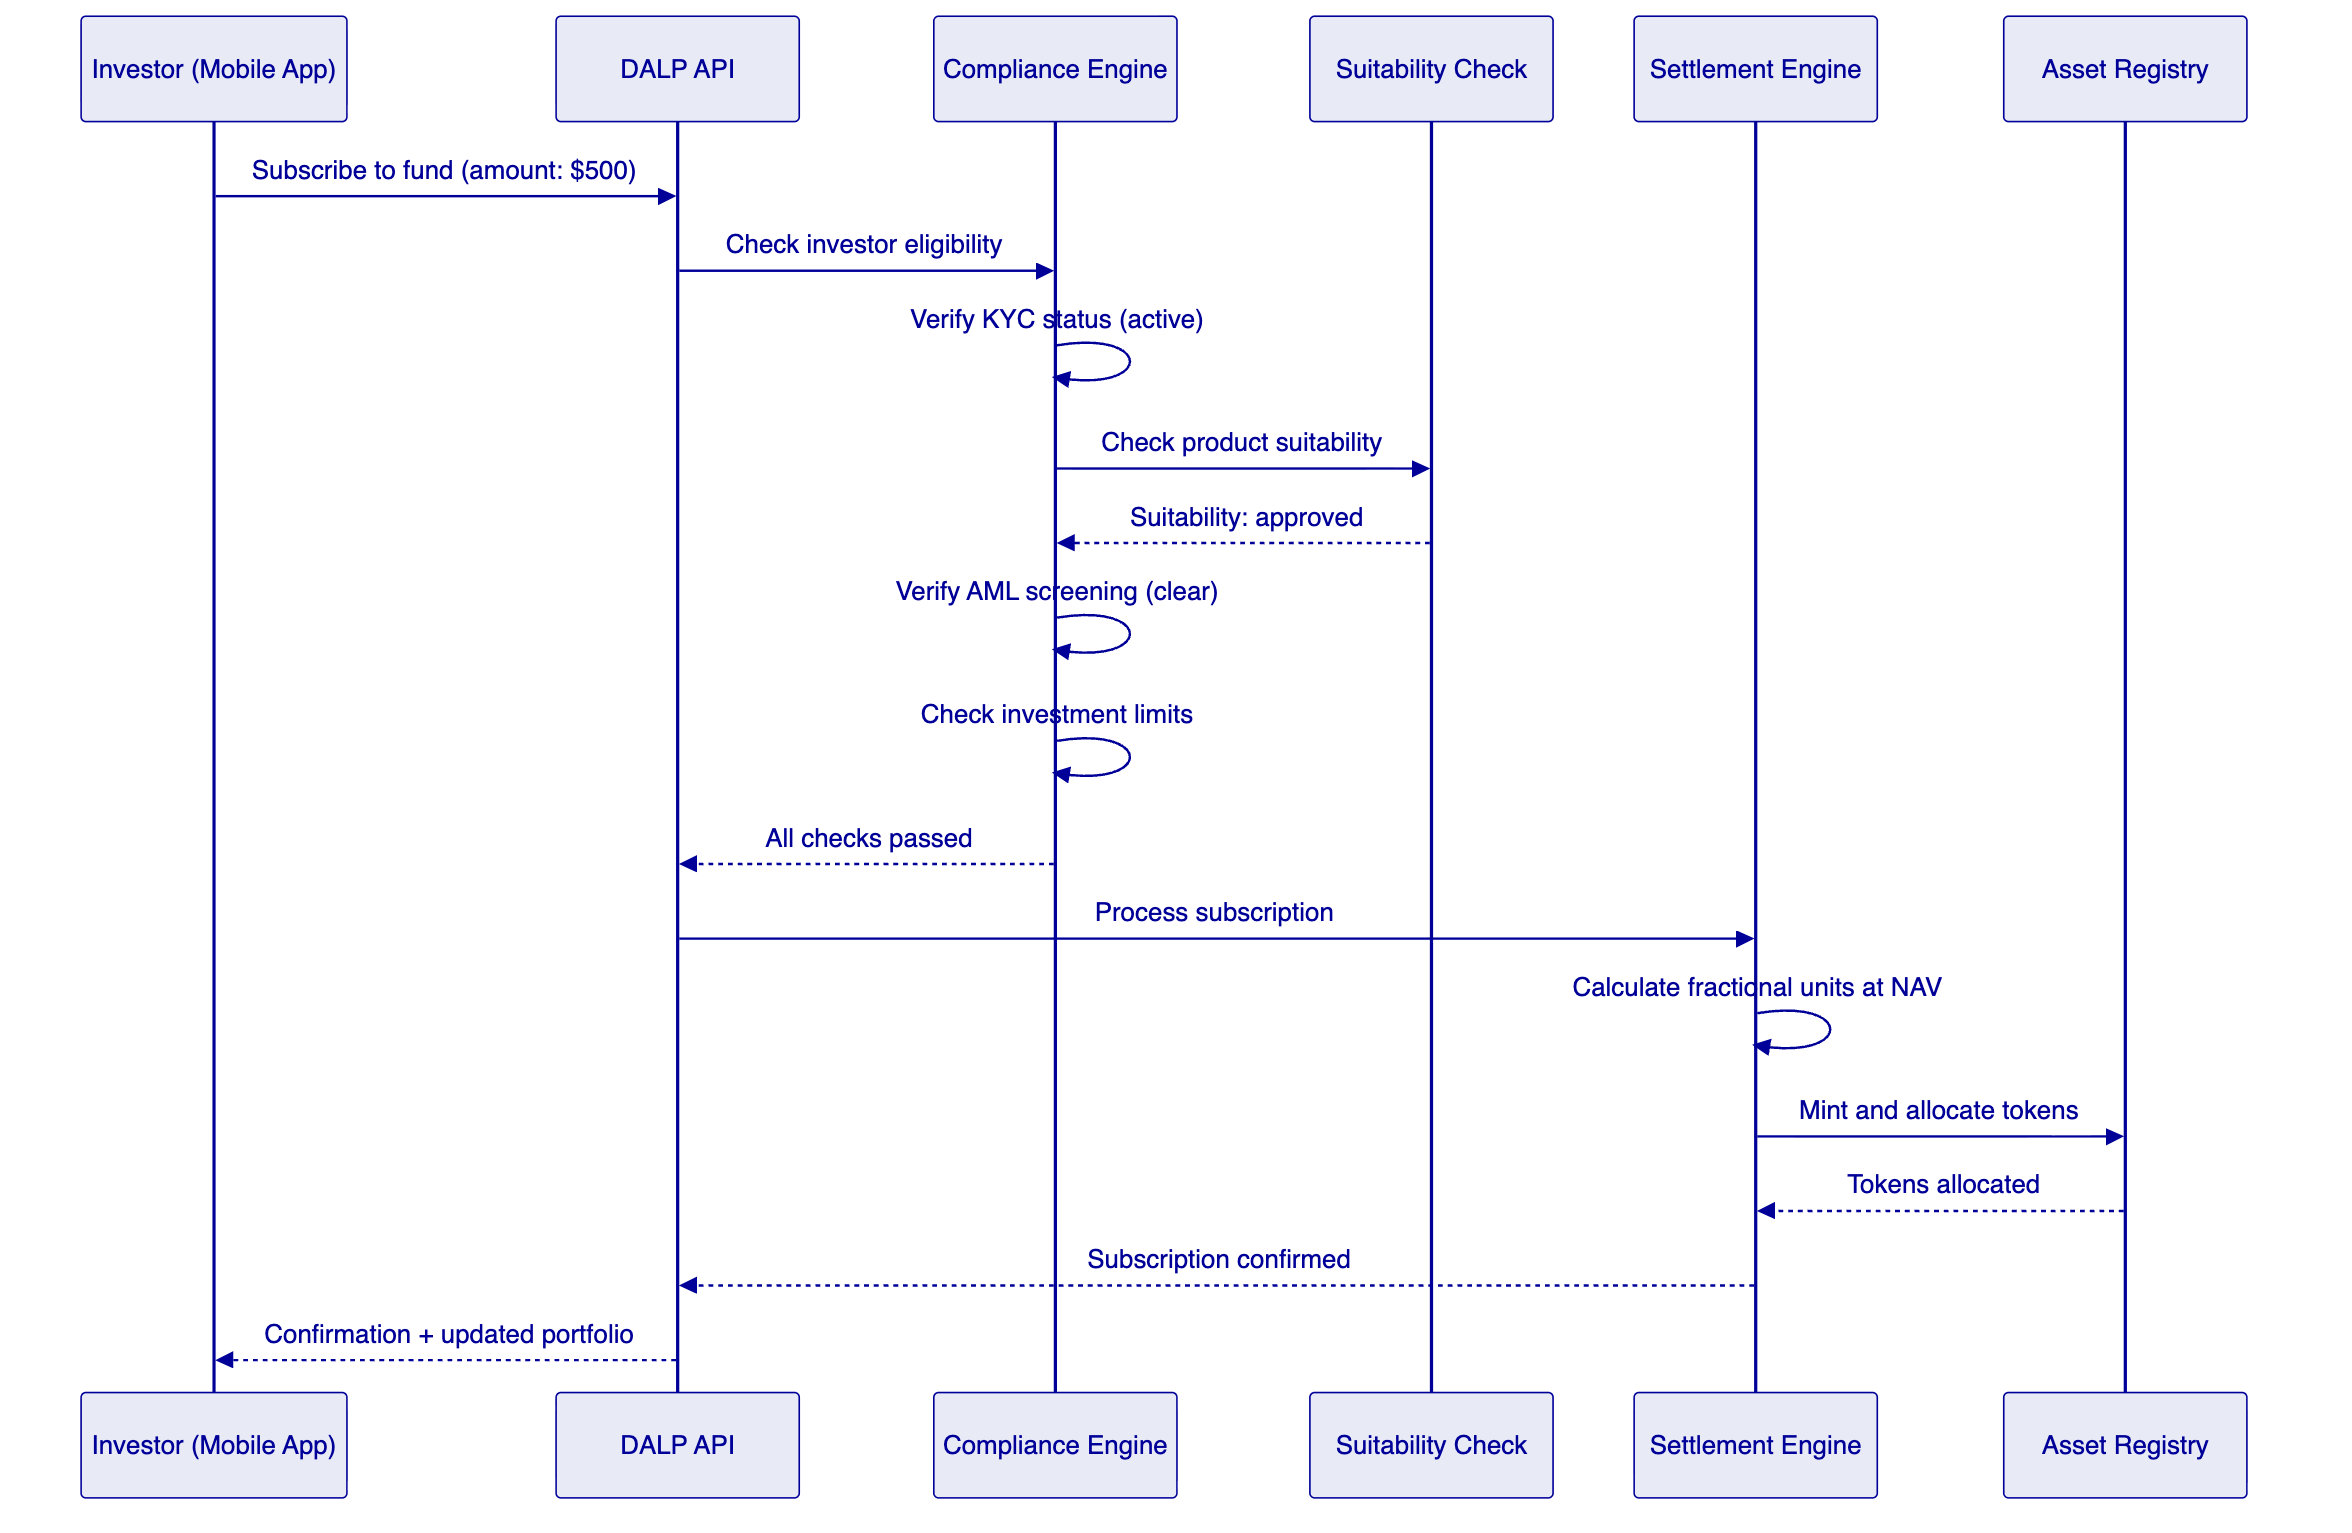 Investor (Mobile App)
DALP API
Compliance Engine
Suitability Check
Settlement Engine
Asset Registry
Subscribe to fund (amount: $500)
Check investor eligibility
Verify KYC status (active)
Check product suitability
Suitability: approved
Verify AML screening (clear)
Check investment limits
All checks passed
Process subscription
Calculate fractional units at NAV
Mint and allocate tokens
Tokens allocated
Subscription confirmed
Confirmation + updated portfolio
Investor (Mobile App)
DALP API
Compliance Engine
Suitability Check
Settlement Engine
Asset Registry